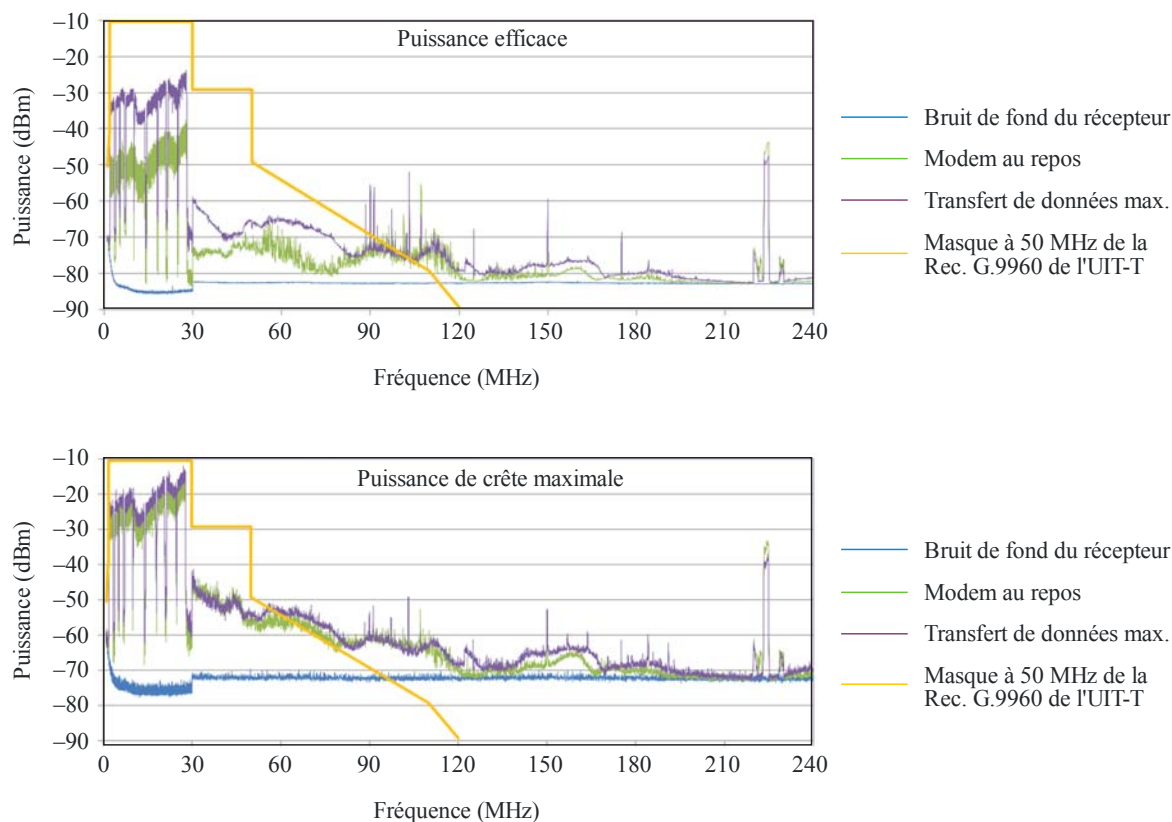 Puissance efficace
Puissance (dBm)
–10
–20
–30
–40
–50
–60
–70
–80
–90
0 30 60 90 120 150 180 210 240
Fréquence (MHz)
Bruit de fond du récepteur
Modem au repos
Transfert de données max.
Masque à 50 MHz de la
Rec. G.9960 de l'UIT-T
Puissance de crête maximale
Puissance (dBm)
–10
–20
–30
–40
–50
–60
–70
–80
–90
0 30 60 90 120 150 180 210 240
Fréquence (MHz)
Bruit de fond du récepteur
Modem au repos
Transfert de données max.
Masque à 50 MHz de la
Rec. G.9960 de l'UIT-T